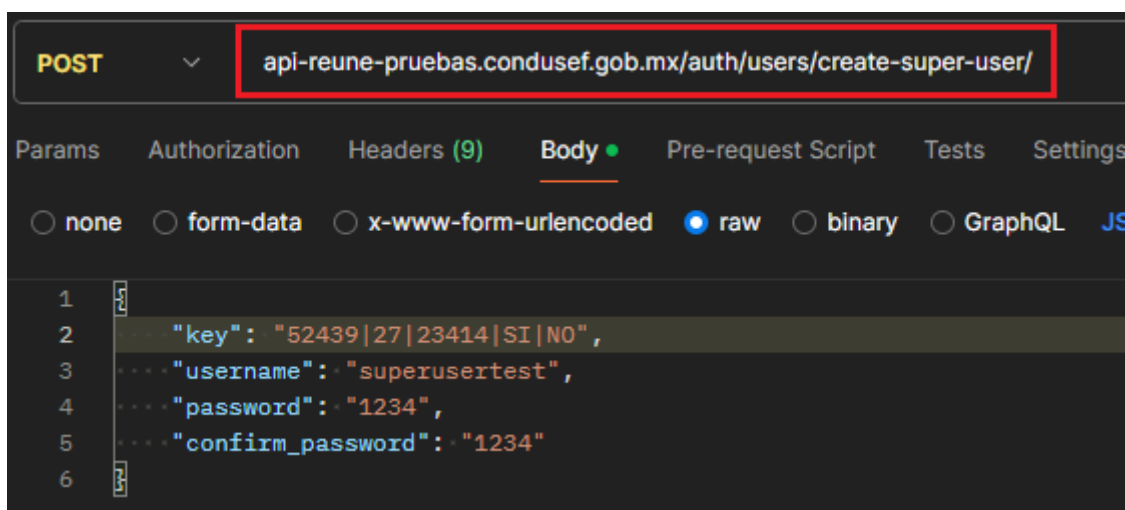 POST api-reune-pruebas.condusef.gob.mx/auth/users/create-super-user/
Params Authorization Headers (9) Body Pre-request Script Tests Settings
none form-data x-www-form-urlencoded raw binary GraphQL JS
1 {
2 "key": "52439|27|23414|SI|NO",
3 "username": "superusertest",
4 "password": "1234",
5 "confirm_password": "1234"
6 }